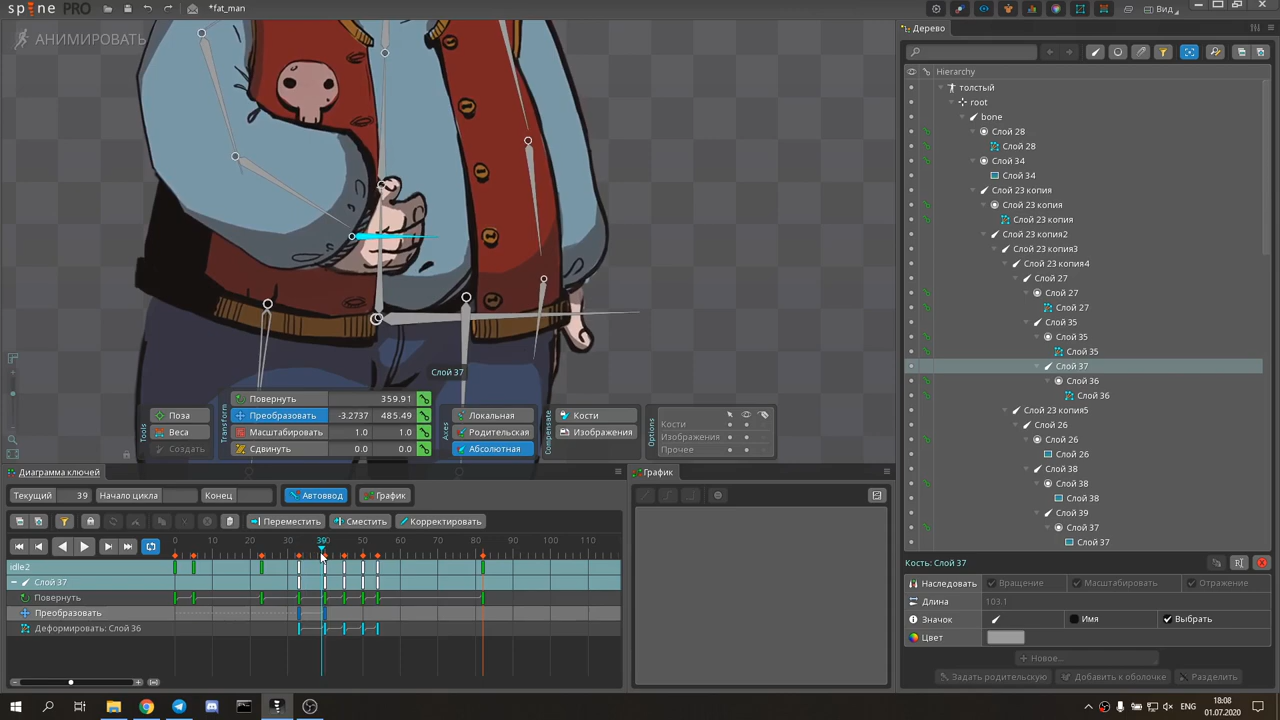 spine PRO *fat_man Вид
АНИМИРОВАТЬ
Дерево
Hierarchy
толстый
root
bone
Слой 28
Слой 28
Слой 34
Слой 34
Слой 23 копия
Слой 23 копия
Слой 23 копия
Слой 23 копия2
Слой 23 копия3
Слой 23 копия4
Слой 27
Слой 27
Слой 27
Слой 35
Слой 35
Слой 35
Слой 37
Слой 36
Слой 36
Слой 23 копия5
Слой 26
Слой 26
Слой 26
Слой 38
Слой 38
Слой 38
Слой 39
Слой 37
Слой 37
Слой 37
Tools
Поза
Веса
Создать
Transform
Повернуть 359.91
Преобразовать -3.2737 485.49
Масштабировать 1.0 1.0
Сдвинуть 0.0 0.0
Axes
Локальная
Родительская
Абсолютная
Compensate
Кости
Изображения
Options
Кости
Изображения
Прочее
Диаграмма ключей
График
Текущий 39 Начало цикла Конец Автоввод График
Переместить Сместить Корректировать
0 10 20 30 39 40 50 60 70 80 90 100 110
idle2
Слой 37
Повернуть
Преобразовать
Деформировать: Слой 36
Кость: Слой 37
Наследовать Вращение Масштабировать Отражение
Длина 103.1
Значок Имя Выбрать
Цвет
Новое...
Задать родительскую Добавить к оболочке Разделить
ENG 18:08
01.07.2020